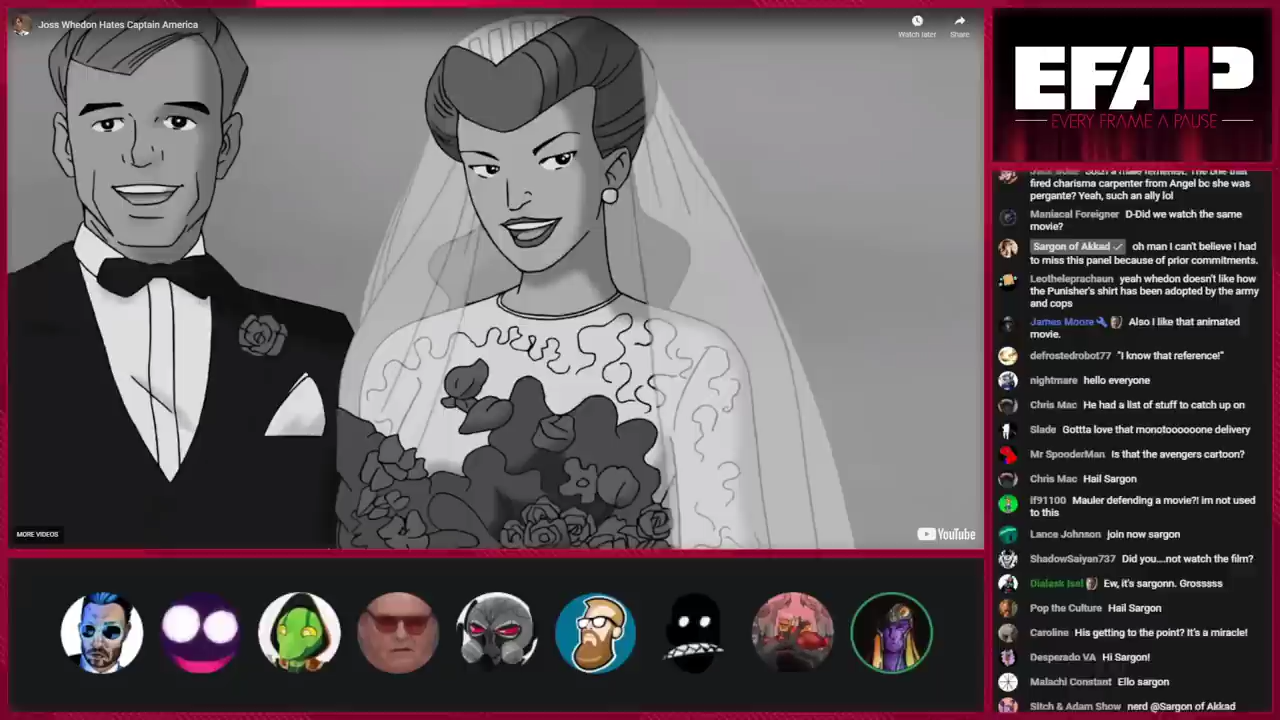 Joss Whedon Hates Captain America
Watch later
Share
MORE VIDEOS
YouTube
EFAP
EVERY FRAME A PAUSE
fired charisma carpenter from Angel bc she was
pergante? Yeah, such an ally lol
Maniacal Foreigner D-Did we watch the same
movie?
Sargon of Akkad oh man I can't believe I had
to miss this panel because of prior commitments.
Leotheleprachaun yeah whedon doesn't like how
the Punisher's shirt has been adopted by the army
and cops
James Moore Also I like that animated
movie.
defrostedrobot77 "I know that reference!"
nightmare hello everyone
Chris Mac He had a list of stuff to catch up on
Slade Gottta love that monotoooooone delivery
Mr SpooderMan Is that the avengers cartoon?
Chris Mac Hail Sargon
if91100 Mauler defending a movie?! im not used
to this
Lance Johnson join now sargon
ShadowSaiyan737 Did you....not watch the film?
Ew, it's sargonn. Grosssss
Pop the Culture Hail Sargon
Caroline His getting to the point? It's a miracle!
Desperado VA Hi Sargon!
Malachi Constant Ello sargon
Sitch & Adam Show nerd @Sargon of Akkad